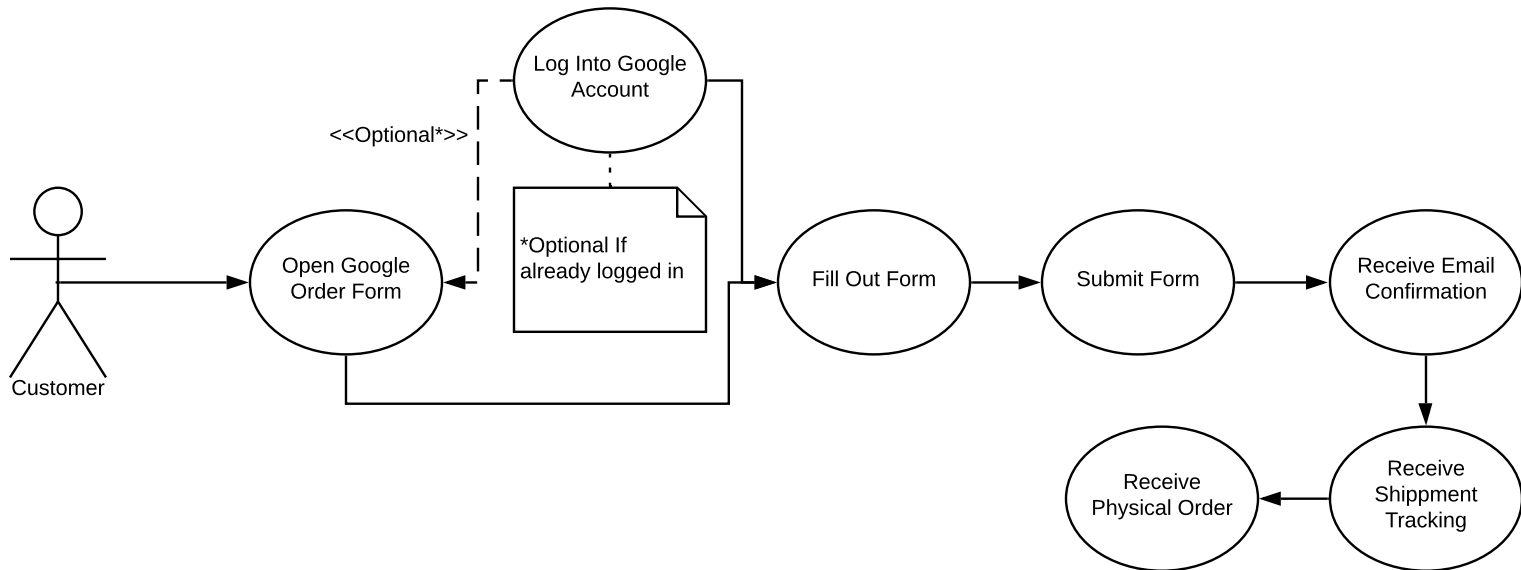 Log Into Google
Account
<<Optional*>>
*Optional If
already logged in
Customer
Open Google
Order Form
Fill Out Form
Submit Form
Receive Email
Confirmation
Receive
Shippment
Tracking
Receive
Physical Order